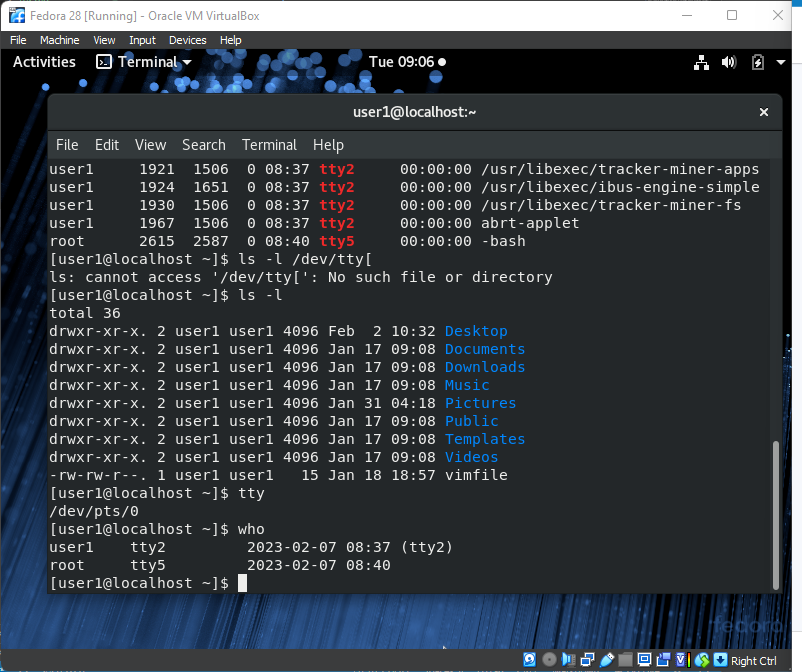 Fedora 28 [Running] - Oracle VM VirtualBox
File Machine View Input Devices Help
Activities Terminal Tue 09:06
user1@localhost:~
File Edit View Search Terminal Help
user1     1921  1506  0 08:37 tty2     00:00:00 /usr/libexec/tracker-miner-apps
user1     1924  1651  0 08:37 tty2     00:00:00 /usr/libexec/ibus-engine-simple
user1     1930  1506  0 08:37 tty2     00:00:00 /usr/libexec/tracker-miner-fs
user1     1967  1506  0 08:37 tty2     00:00:00 abrt-applet
root      2615  2587  0 08:40 tty5     00:00:00 -bash
[user1@localhost ~]$ ls -l /dev/tty[
ls: cannot access '/dev/tty[': No such file or directory
[user1@localhost ~]$ ls -l
total 36
drwxr-xr-x. 2 user1 user1 4096 Feb  2 10:32 Desktop
drwxr-xr-x. 2 user1 user1 4096 Jan 17 09:08 Documents
drwxr-xr-x. 2 user1 user1 4096 Jan 17 09:08 Downloads
drwxr-xr-x. 2 user1 user1 4096 Jan 17 09:08 Music
drwxr-xr-x. 2 user1 user1 4096 Jan 31 04:18 Pictures
drwxr-xr-x. 2 user1 user1 4096 Jan 17 09:08 Public
drwxr-xr-x. 2 user1 user1 4096 Jan 17 09:08 Templates
drwxr-xr-x. 2 user1 user1 4096 Jan 17 09:08 Videos
-rw-rw-r--. 1 user1 user1   15 Jan 18 18:57 vimfile
[user1@localhost ~]$ tty
/dev/pts/0
[user1@localhost ~]$ who
user1    tty2         2023-02-07 08:37 (tty2)
root     tty5         2023-02-07 08:40
[user1@localhost ~]$
fedora
Right Ctrl